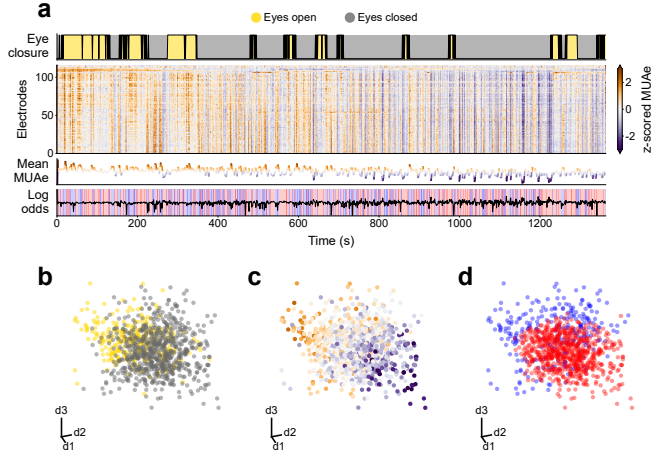 a
Eyes open
Eyes closed
Eye
closure
Electrodes
100
50
0
z-scored MUAe
2
0
−2
Mean
MUAe
Log
odds
0 200 400 600 800 1000 1200
Time (s)
b
c
d
d3
d2
d1
d3
d2
d1
d3
d2
d1